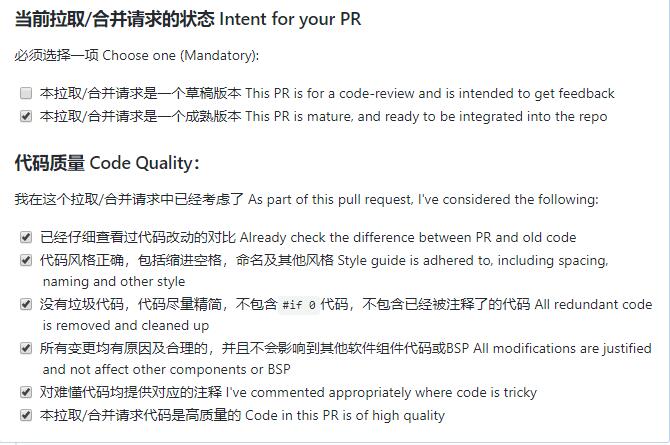 当前拉取/合并请求的状态 Intent for your PR
必须选择一项 Choose one (Mandatory):
本拉取/合并请求是一个草稿版本 This PR is for a code-review and is intended to get feedback
本拉取/合并请求是一个成熟版本 This PR is mature, and ready to be integrated into the repo
代码质量 Code Quality：
我在这个拉取/合并请求中已经考虑了 As part of this pull request, I've considered the following:
已经仔细查看过代码改动的对比 Already check the difference between PR and old code
代码风格正确，包括缩进空格，命名及其他风格 Style guide is adhered to, including spacing,
naming and other style
没有垃圾代码，代码尽量精简，不包含 #if 0 代码，不包含已经被注释了的代码 All redundant code
is removed and cleaned up
所有变更均有原因及合理的，并且不会影响到其他软件组件代码或BSP All modifications are justified
and not affect other components or BSP
对难懂代码均提供对应的注释 I've commented appropriately where code is tricky
本拉取/合并请求代码是高质量的 Code in this PR is of high quality